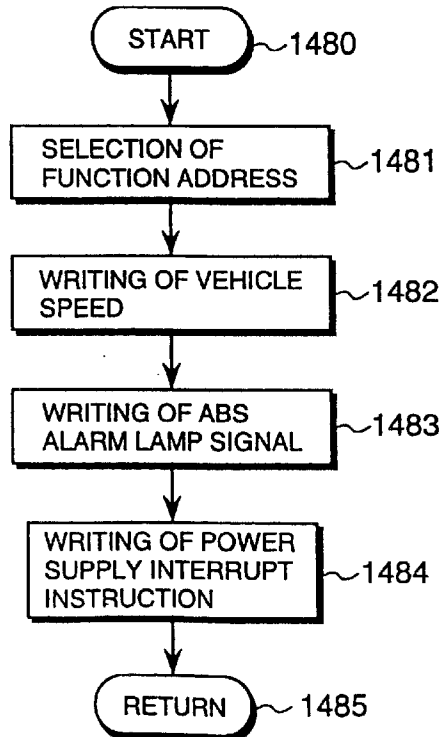 START
1480
SELECTION OF
FUNCTION ADDRESS
1481
WRITING OF VEHICLE
SPEED
1482
WRITING OF ABS
ALARM LAMP SIGNAL
1483
WRITING OF POWER
SUPPLY INTERRUPT
INSTRUCTION
1484
RETURN
1485